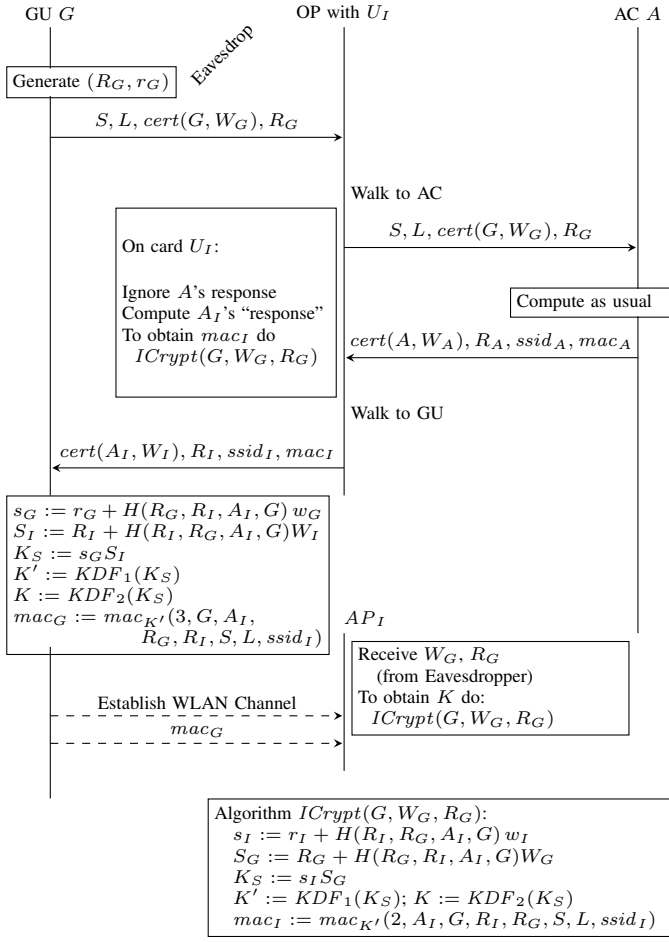 GU G
OP with U_I
AC A
Eavesdrop
Generate (R_G, r_G)
S, L, cert(G, W_G), R_G
Walk to AC
On card U_I:
Ignore A's response
Compute A_I's "response"
To obtain mac_I do
ICrypt(G, W_G, R_G)
S, L, cert(G, W_G), R_G
Compute as usual
cert(A, W_A), R_A, ssid_A, mac_A
Walk to GU
cert(A_I, W_I), R_I, ssid_I, mac_I
s_G := r_G + H(R_G, R_I, A_I, G) w_G
S_I := R_I + H(R_I, R_G, A_I, G)W_I
K_S := s_G S_I
K' := KDF_1(K_S)
K := KDF_2(K_S)
mac_G := mac_{K'}(3, G, A_I,
R_G, R_I, S, L, ssid_I)
AP_I
Receive W_G, R_G
(from Eavesdropper)
To obtain K do:
ICrypt(G, W_G, R_G)
Establish WLAN Channel
mac_G
Algorithm ICrypt(G, W_G, R_G):
s_I := r_I + H(R_I, R_G, A_I, G) w_I
S_G := R_G + H(R_G, R_I, A_I, G)W_G
K_S := s_I S_G
K' := KDF_1(K_S); K := KDF_2(K_S)
mac_I := mac_{K'}(2, A_I, G, R_I, R_G, S, L, ssid_I)